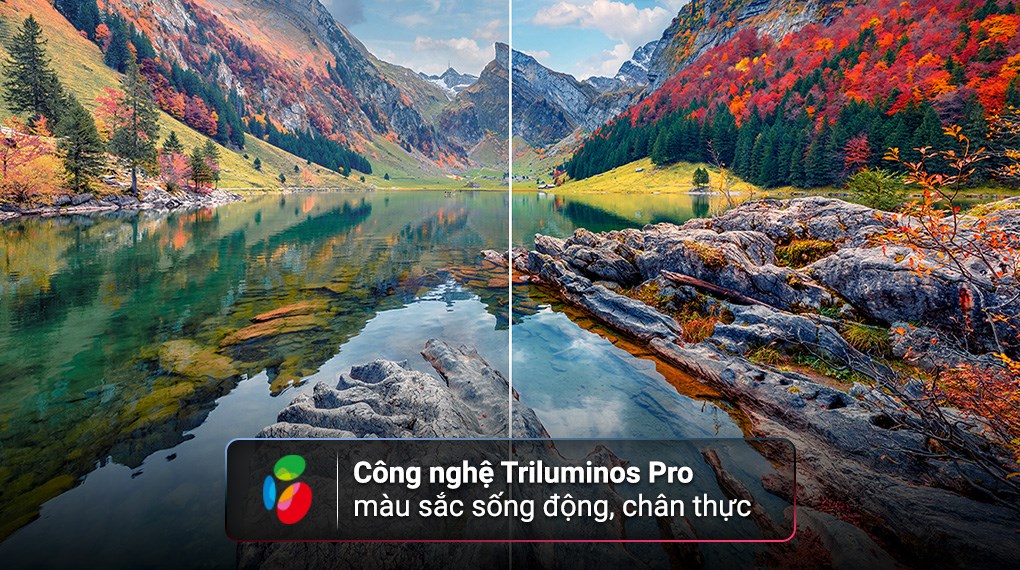 Công nghệ Triluminos Pro
màu sắc sống động, chân thực